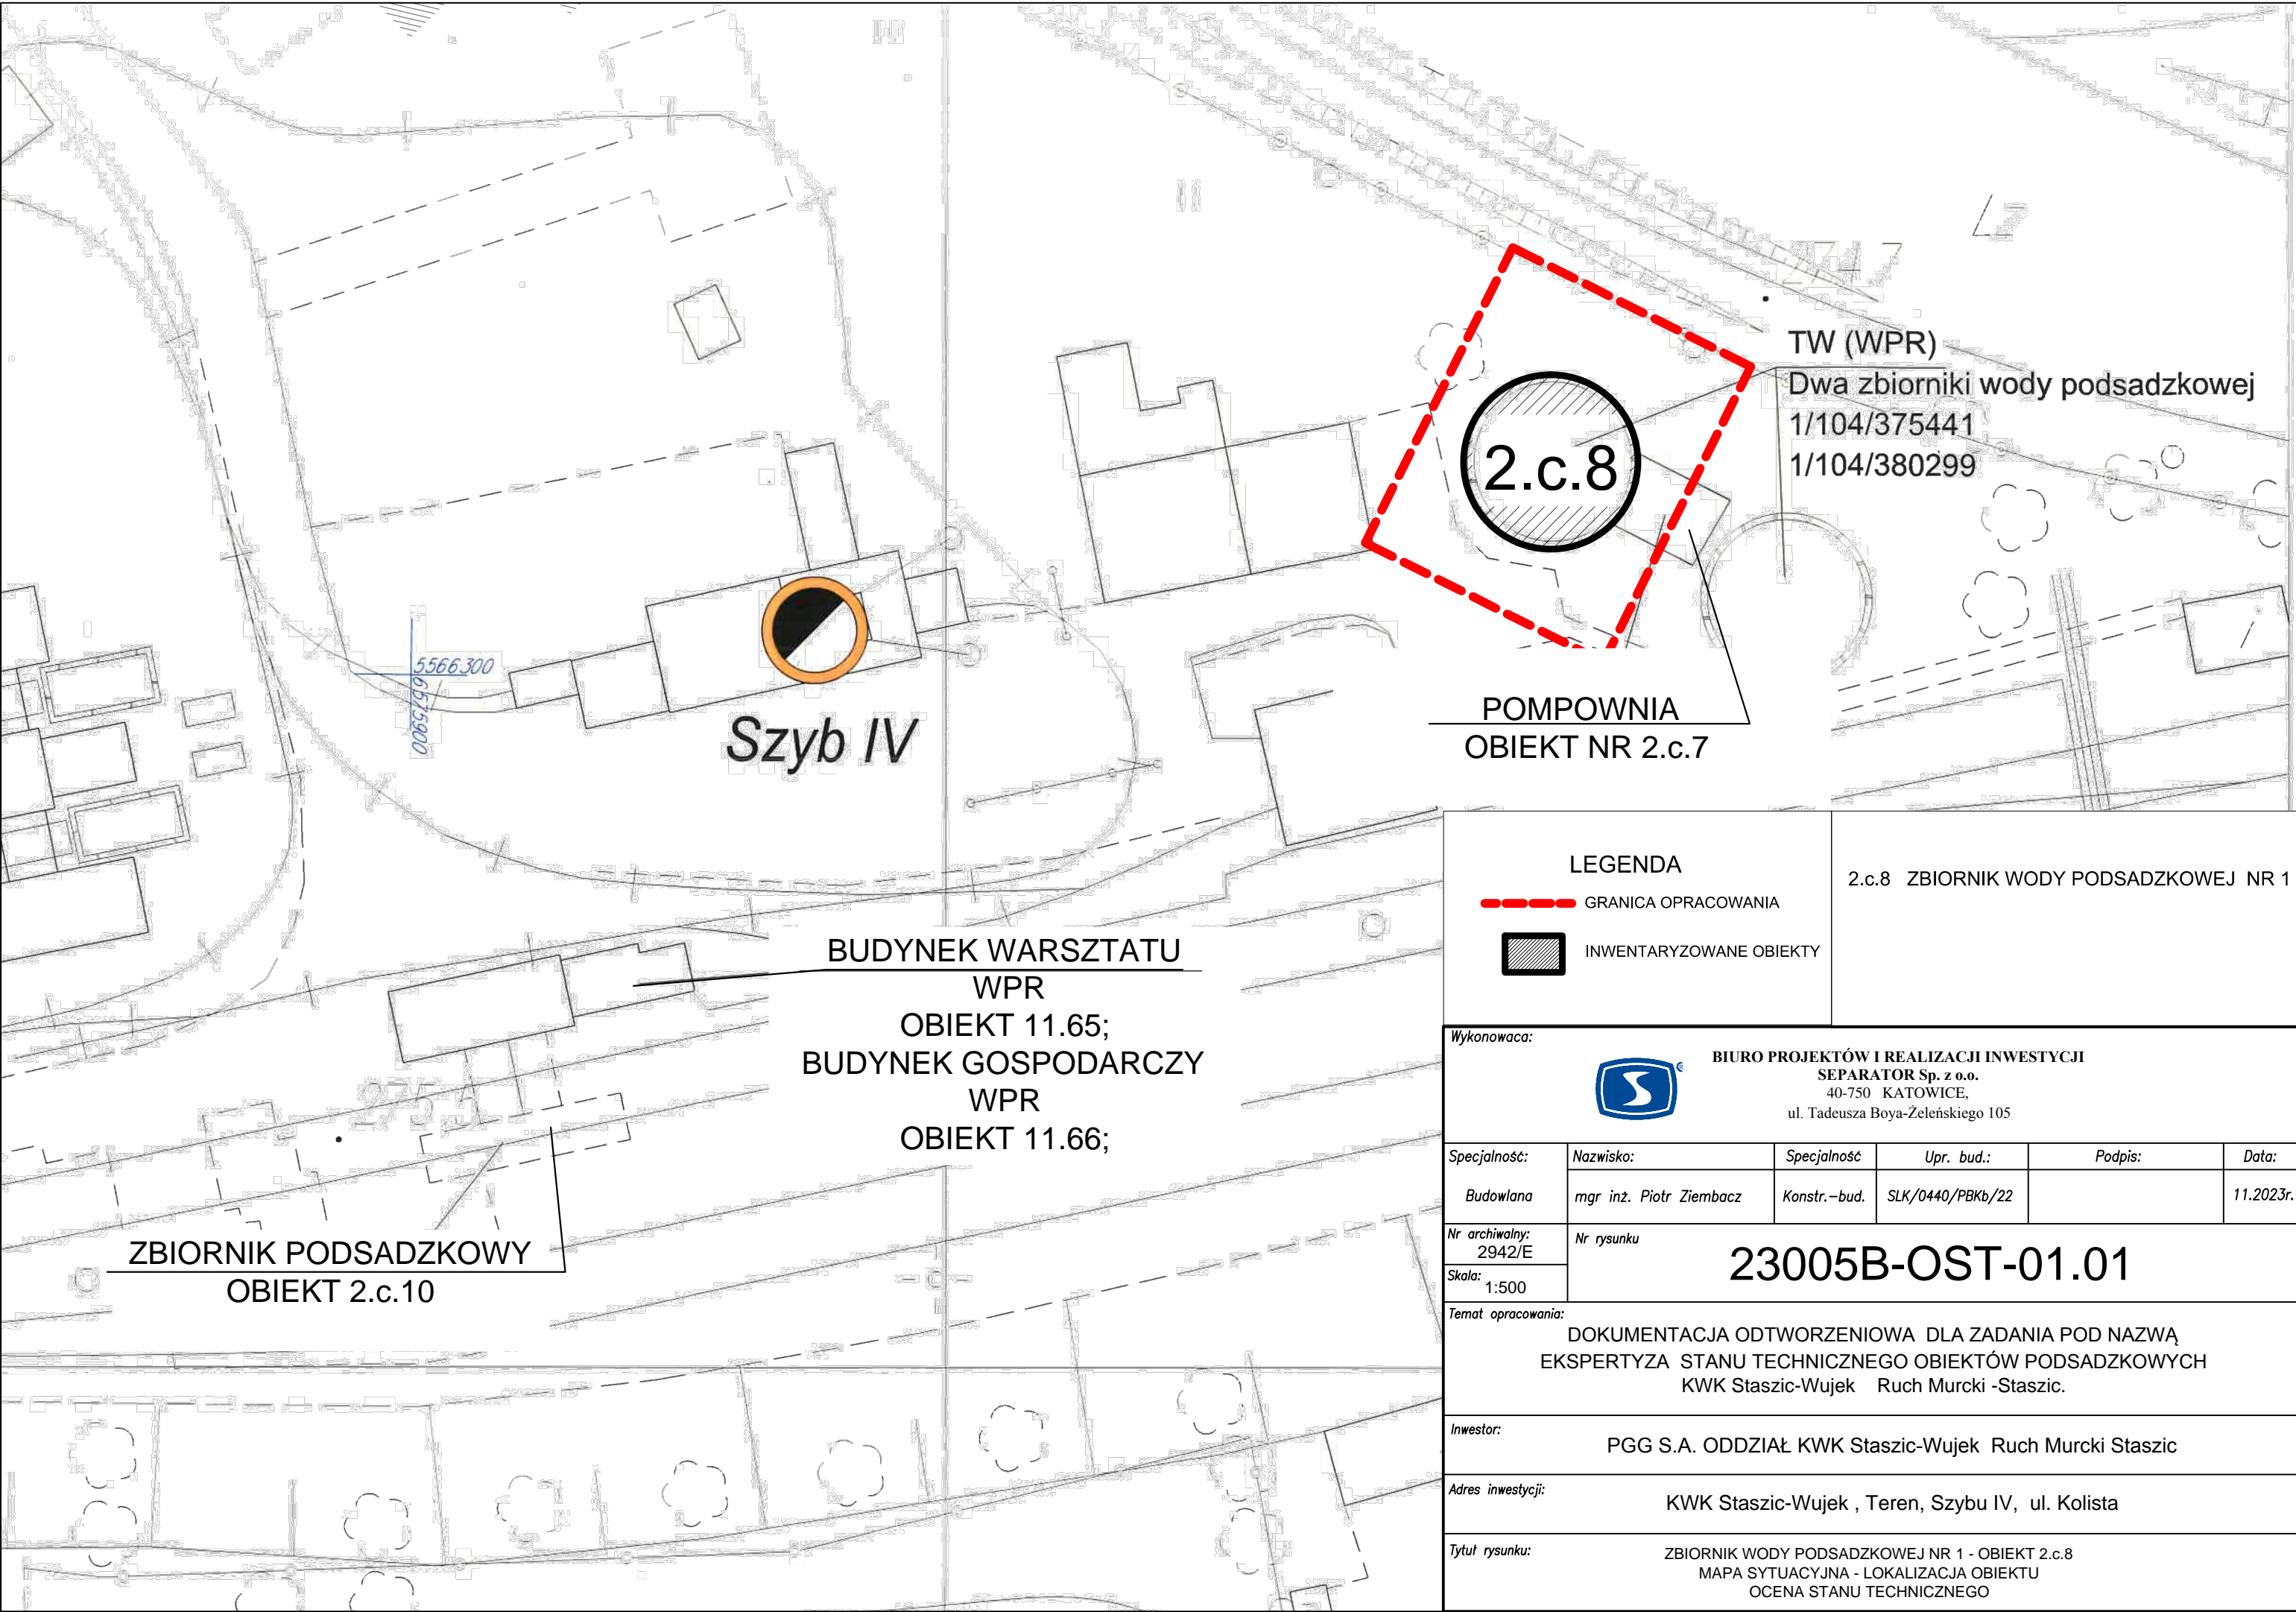 TW (WPR)
Dwa zbiorniki wody podsadzkowej
1/104/375441
1/104/380299
2.c.8
5566300
6575900
Szyb IV
POMPOWNIA
OBIEKT NR 2.c.7
BUDYNEK WARSZTATU
WPR
OBIEKT 11.65;
BUDYNEK GOSPODARCZY
WPR
OBIEKT 11.66;
ZBIORNIK PODSADZKOWY
OBIEKT 2.c.10
LEGENDA
GRANICA OPRACOWANIA
INWENTARYZOWANE OBIEKTY
2.c.8 ZBIORNIK WODY PODSADZKOWEJ NR 1
Wykonowaca:
BIURO PROJEKTÓW I REALIZACJI INWESTYCJI
SEPARATOR Sp. z o.o.
40-750 KATOWICE,
ul. Tadeusza Boya-Żeleńskiego 105
Specjalność: Nazwisko: Specjalność Upr. bud.: Podpis: Data:
Budowlana mgr inż. Piotr Ziembacz Konstr.-bud. SLK/0440/PBKb/22 11.2023r.
Nr archiwalny:
2942/E
Skala:
1:500
Nr rysunku
23005B-OST-01.01
Temat opracowania:
DOKUMENTACJA ODTWORZENIOWA DLA ZADANIA POD NAZWĄ
EKSPERTYZA STANU TECHNICZNEGO OBIEKTÓW PODSADZKOWYCH
KWK Staszic-Wujek Ruch Murcki -Staszic.
Inwestor:
PGG S.A. ODDZIAŁ KWK Staszic-Wujek Ruch Murcki Staszic
Adres inwestycji:
KWK Staszic-Wujek , Teren, Szybu IV, ul. Kolista
Tytuł rysunku:
ZBIORNIK WODY PODSADZKOWEJ NR 1 - OBIEKT 2.c.8
MAPA SYTUACYJNA - LOKALIZACJA OBIEKTU
OCENA STANU TECHNICZNEGO